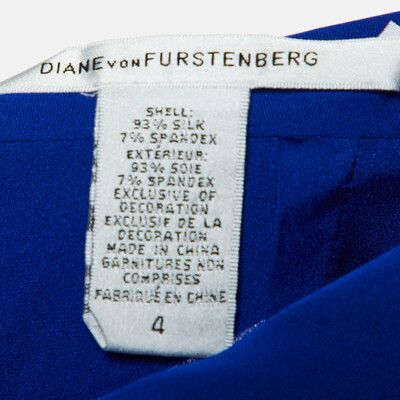 DIANE VON FURSTENBERG
SHELL:
93% SILK
7% SPANDEX
EXTÉRIEUR:
93% SOIE
7% SPANDEX
EXCLUSIVE OF
DECORATION
EXCLUSIF DE LA
DECORATION
MADE IN CHINA
GARNITURES NON
COMPRISES
FABRIQUÉ EN CHINE
4